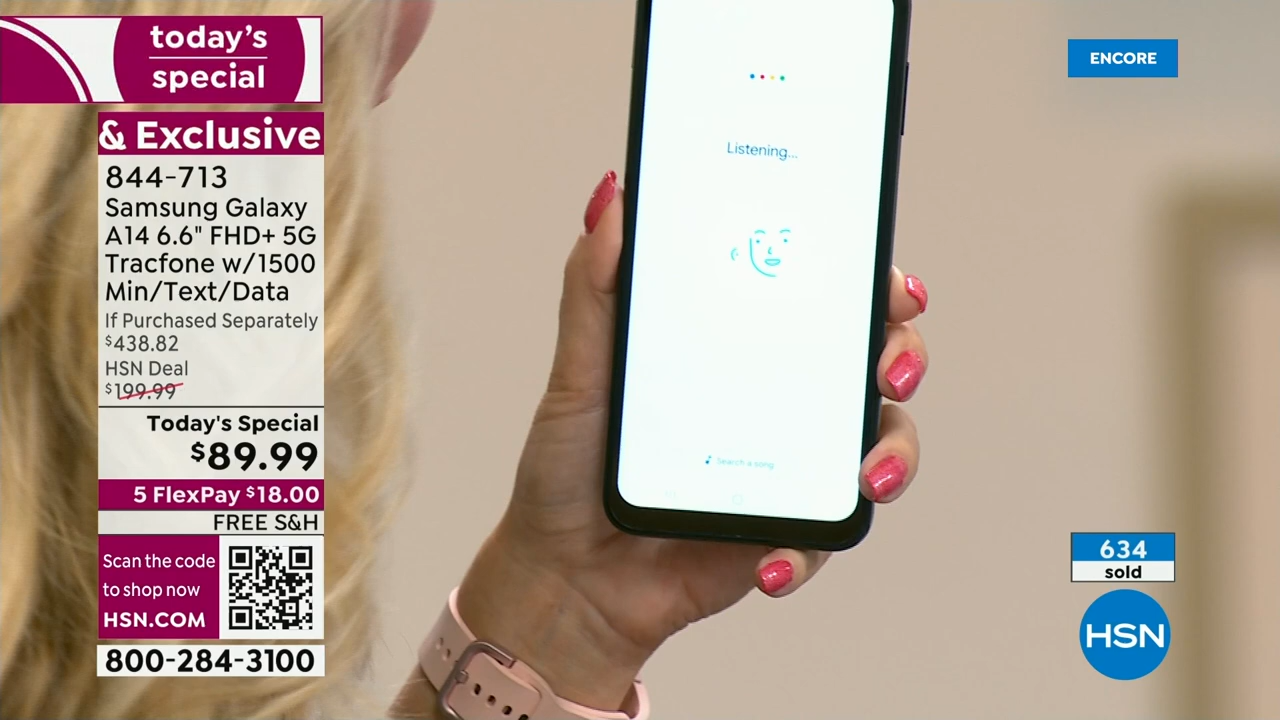 today's
special
& Exclusive
844-713
Samsung Galaxy
A14 6.6" FHD+ 5G
Tracfone w/1500
Min/Text/Data
If Purchased Separately
$438.82
HSN Deal
$199.99
Today's Special
$89.99
5 FlexPay $18.00
FREE S&H
Scan the code
to shop now
HSN.COM
800-284-3100
Listening...
Search a song
ENCORE
634
sold
HSN